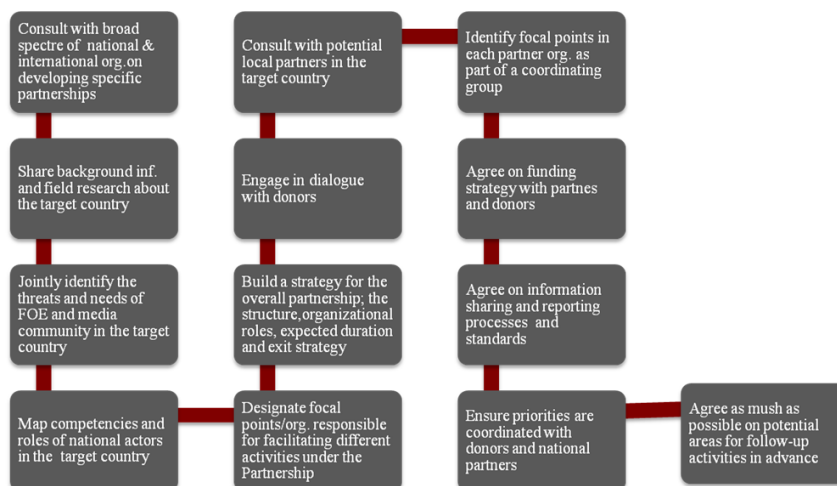 Consult with broad
spectre of national &
international org.on
developing specific
partnerships
Share background inf.
and field research about
the target country
Jointly identify the
threats and needs of
FOE and media
community in the target
country
Map competencies and
roles of national actors
in the target country
Designate focal
points/org. responsible
for facilitating different
activities under the
Partnership
Build a strategy for the
overall partnership; the
structure,organizational
roles, expected duration
and exit strategy
Engage in dialogue
with donors
Consult with potential
local partners in the
target country
Identify focal points in
each partner org. as
part of a coordinating
group
Agree on funding
strategy with partnes
and donors
Agree on information
sharing and reporting
processes and
standards
Ensure priorities are
coordinated with
donors and national
partners
Agree as mush as
possible on potential
areas for follow-up
activities in advance